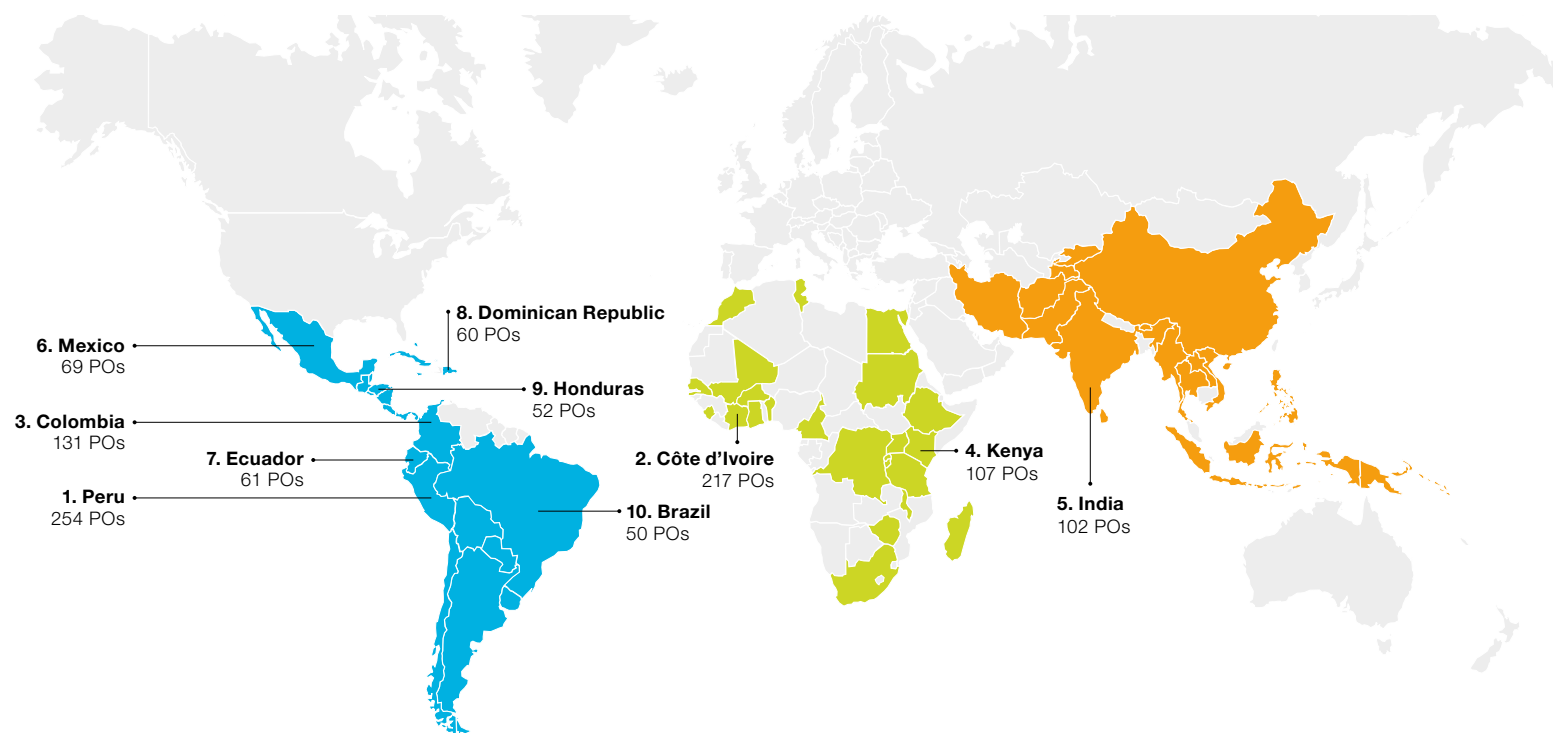 8. Dominican Republic
60 POs
6. Mexico
69 POs
9. Honduras
52 POs
3. Colombia
131 POs
7. Ecuador
61 POs
2. Côte d’Ivoire
217 POs
4. Kenya
107 POs
1. Peru
254 POs
5. India
102 POs
10. Brazil
50 POs